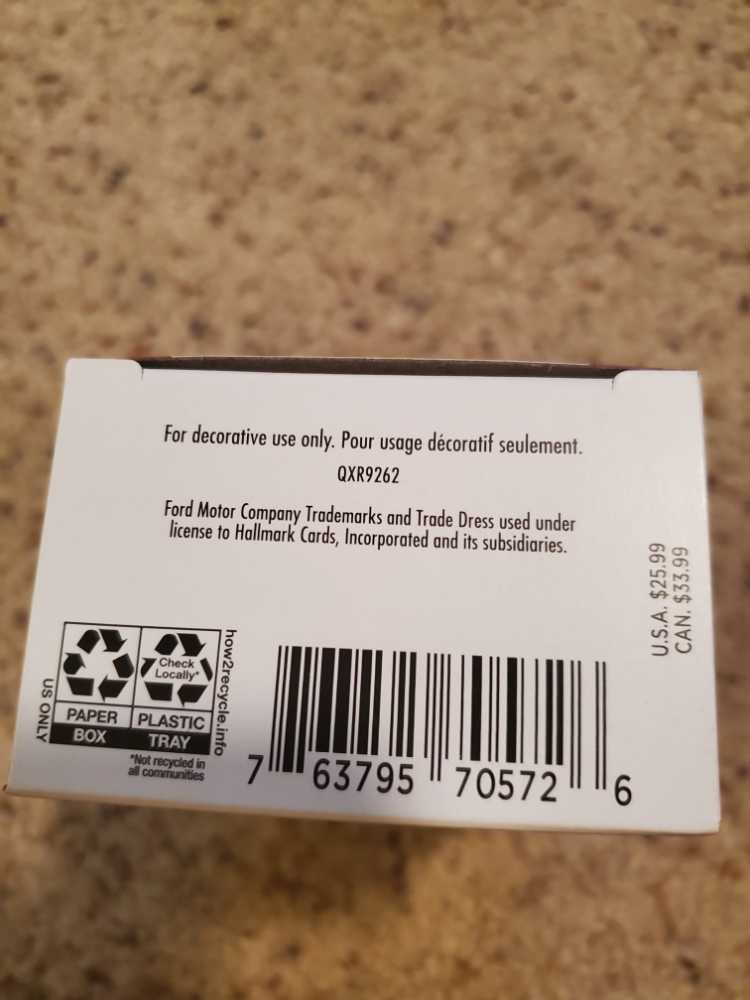 For decorative use only. Pour usage décoratif seulement.
QXR9262
Ford Motor Company Trademarks and Trade Dress used under
license to Hallmark Cards, Incorporated and its subsidiaries.
U.S.A. $25.99
CAN. $33.99
US ONLY
Check
Locally*
PAPER
BOX
PLASTIC
TRAY
*Not recycled in
all communities
how2recycle.info
7 63795 70572 6